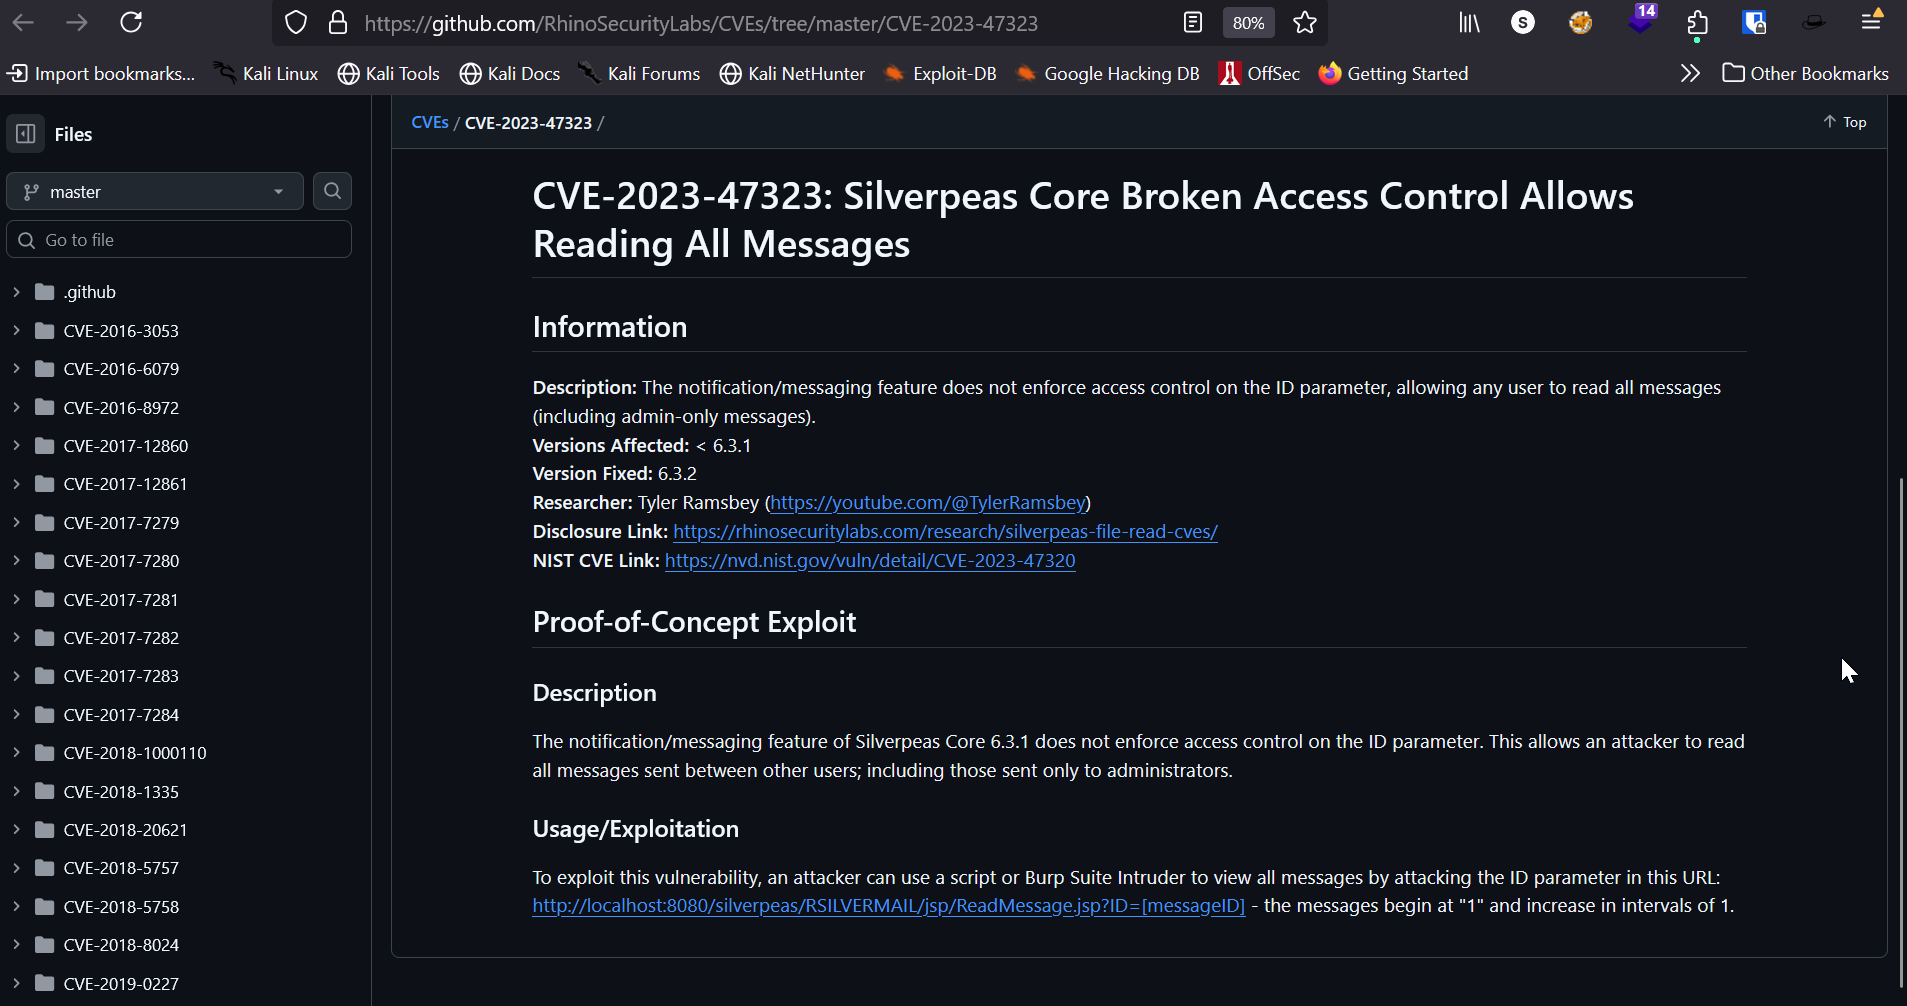 https://github.com/RhinoSecurityLabs/CVEs/tree/master/CVE-2023-47323
80%
S
14
Import bookmarks...
Kali Linux
Kali Tools
Kali Docs
Kali Forums
Kali NetHunter
Exploit-DB
Google Hacking DB
OffSec
Getting Started
Other Bookmarks
Files
master
Go to file
.github
CVE-2016-3053
CVE-2016-6079
CVE-2016-8972
CVE-2017-12860
CVE-2017-12861
CVE-2017-7279
CVE-2017-7280
CVE-2017-7281
CVE-2017-7282
CVE-2017-7283
CVE-2017-7284
CVE-2018-1000110
CVE-2018-1335
CVE-2018-20621
CVE-2018-5757
CVE-2018-5758
CVE-2018-8024
CVE-2019-0227
CVEs / CVE-2023-47323 /
Top
CVE-2023-47323: Silverpeas Core Broken Access Control Allows
Reading All Messages
Information
Description: The notification/messaging feature does not enforce access control on the ID parameter, allowing any user to read all messages
(including admin-only messages).
Versions Affected: < 6.3.1
Version Fixed: 6.3.2
Researcher: Tyler Ramsbey (https://youtube.com/@TylerRamsbey)
Disclosure Link: https://rhinosecuritylabs.com/research/silverpeas-file-read-cves/
NIST CVE Link: https://nvd.nist.gov/vuln/detail/CVE-2023-47320
Proof-of-Concept Exploit
Description
The notification/messaging feature of Silverpeas Core 6.3.1 does not enforce access control on the ID parameter. This allows an attacker to read
all messages sent between other users; including those sent only to administrators.
Usage/Exploitation
To exploit this vulnerability, an attacker can use a script or Burp Suite Intruder to view all messages by attacking the ID parameter in this URL:
http://localhost:8080/silverpeas/RSILVERMAIL/jsp/ReadMessage.jsp?ID=[messageID] - the messages begin at "1" and increase in intervals of 1.